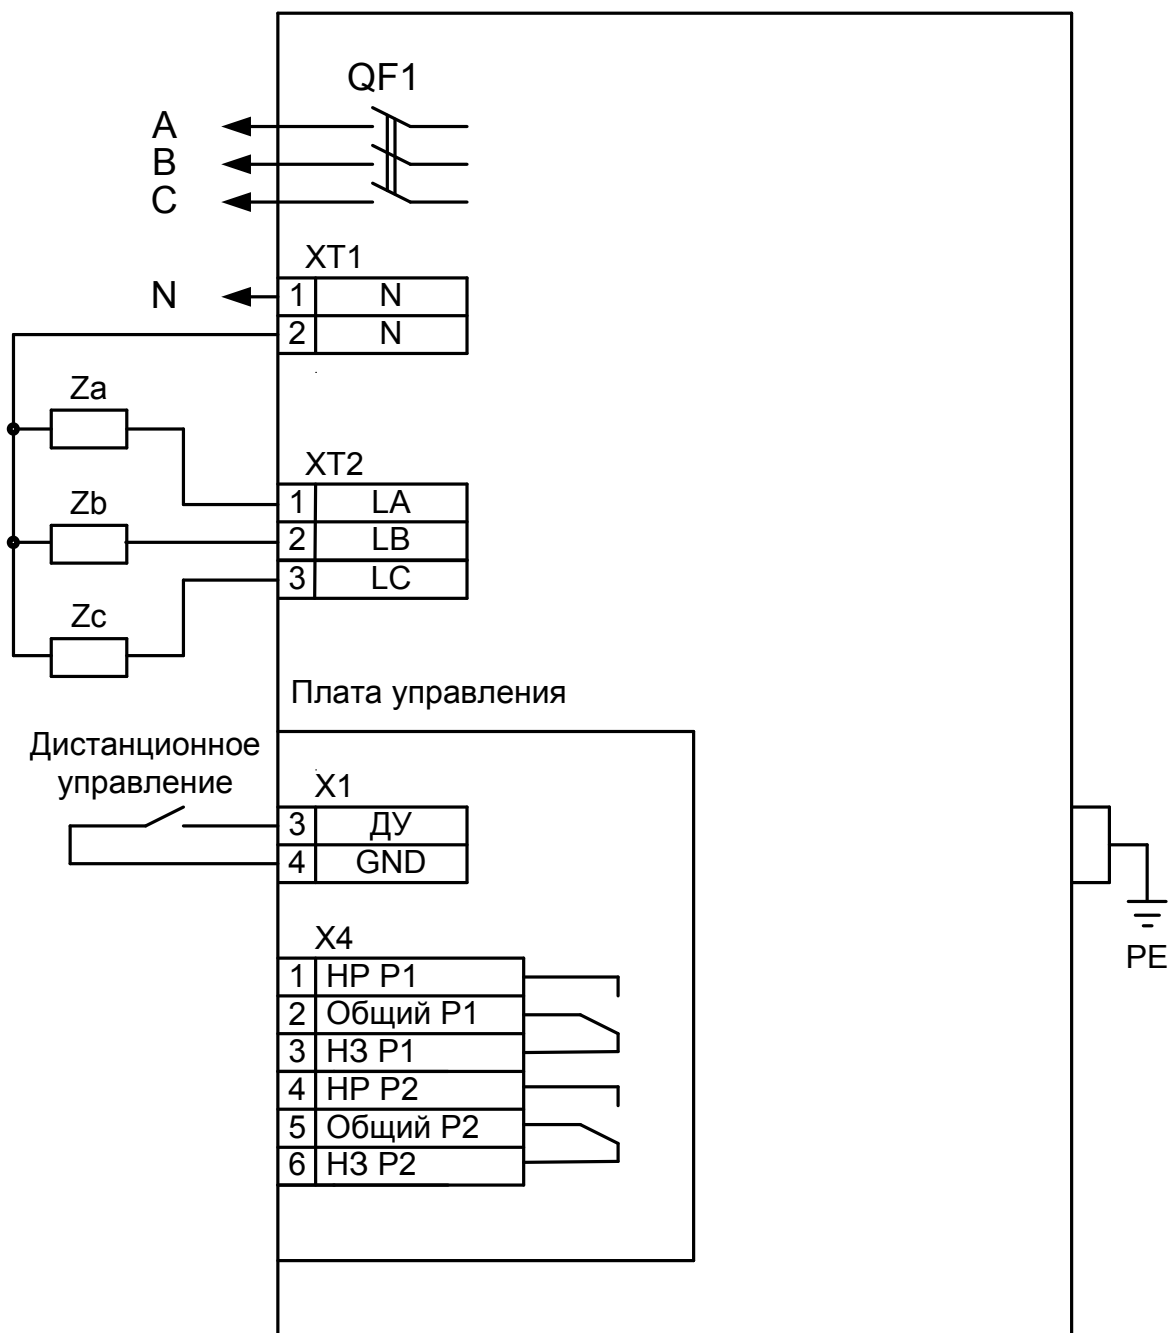 QF1
A
B
C
XT1
N
1 N
2 N
Za
XT2
Zb
1 LA
2 LB
3 LC
Zc
Плата управления
Дистанционное
управление
X1
3 ДУ
4 GND
X4
1 НР Р1
2 Общий Р1
3 НЗ Р1
4 НР Р2
5 Общий Р2
6 НЗ Р2
PE